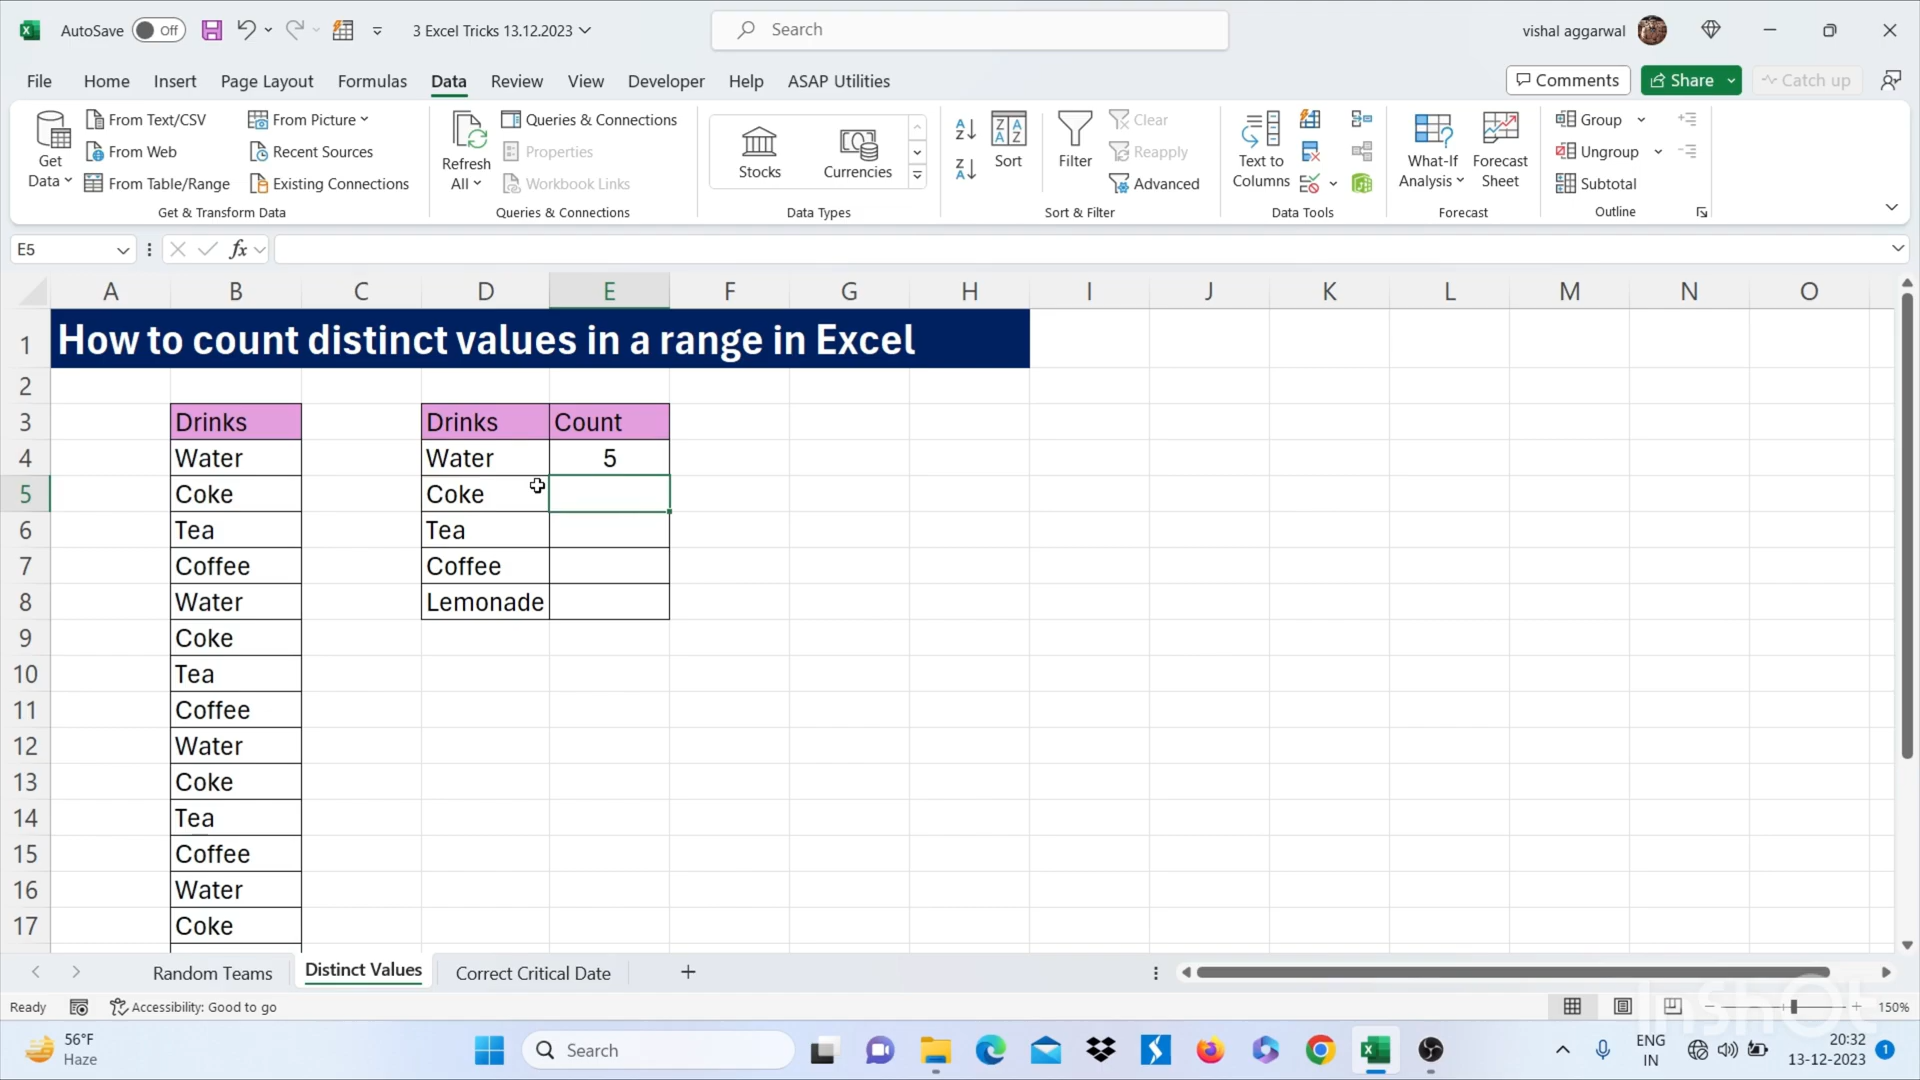 AutoSave Off 3 Excel Tricks 13.12.2023 Search vishal aggarwal
File Home Insert Page Layout Formulas Data Review View Developer Help ASAP Utilities Comments Share Catch up
Get Data From Text/CSV From Web From Table/Range From Picture Recent Sources Existing Connections
Get & Transform Data
Refresh All Queries & Connections Properties Workbook Links
Queries & Connections
Stocks Currencies
Data Types
Sort Filter Clear Reapply Advanced
Sort & Filter
Text to Columns
Data Tools
What-If Analysis Forecast Sheet
Forecast
Group Ungroup Subtotal
Outline
E5 fx
A B C D E F G H I J K L M N O
1 How to count distinct values in a range in Excel
2
3 Drinks Drinks Count
4 Water Water 5
5 Coke Coke
6 Tea Tea
7 Coffee Coffee
8 Water Lemonade
9 Coke
10 Tea
11 Coffee
12 Water
13 Coke
14 Tea
15 Coffee
16 Water
17 Coke
Random Teams Distinct Values Correct Critical Date
Ready Accessibility: Good to go 150%
InShOt
56°F Search ENG 20:32
Haze IN 13-12-2023 1